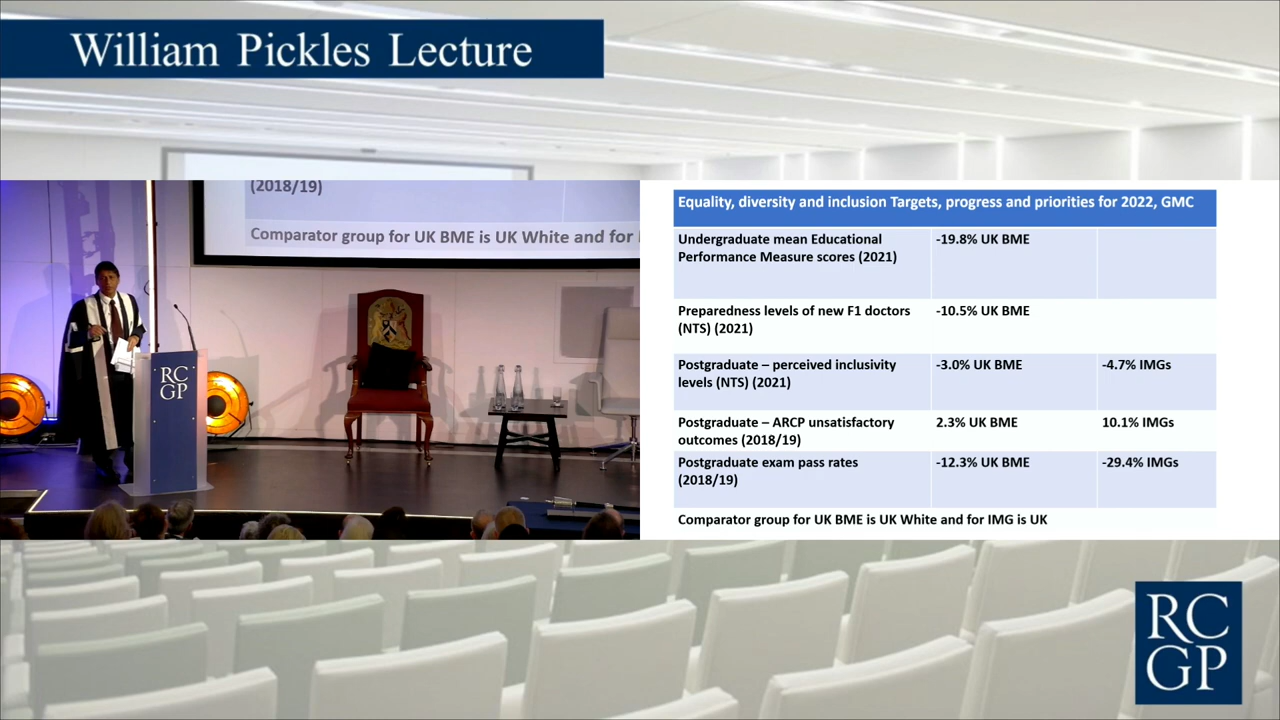 William Pickles Lecture
(2018/19)
Comparator group for UK BME is UK White and for
RC
GP
Equality, diversity and inclusion Targets, progress and priorities for 2022, GMC
Undergraduate mean Educational
Performance Measure scores (2021)
-19.8% UK BME
Preparedness levels of new F1 doctors
(NTS) (2021)
-10.5% UK BME
Postgraduate – perceived inclusivity
levels (NTS) (2021)
-3.0% UK BME
-4.7% IMGs
Postgraduate – ARCP unsatisfactory
outcomes (2018/19)
2.3% UK BME
10.1% IMGs
Postgraduate exam pass rates
(2018/19)
-12.3% UK BME
-29.4% IMGs
Comparator group for UK BME is UK White and for IMG is UK
RC
GP